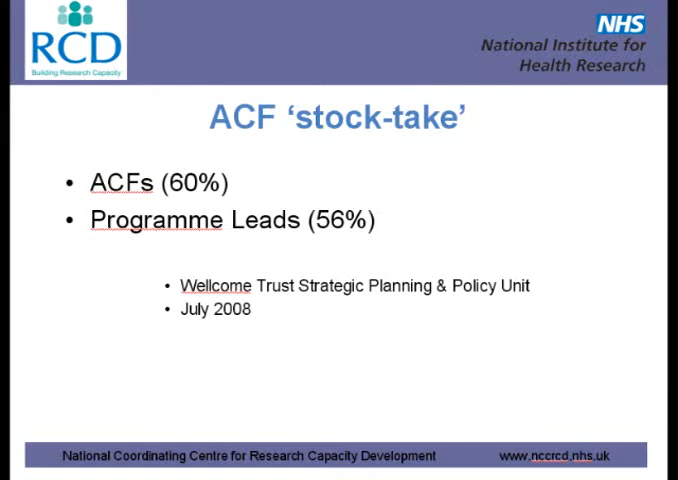 RCD
Building Research Capacity
NHS
National Institute for
Health Research
ACF ‘stock-take’
• ACFs (60%)
• Programme Leads (56%)
• Wellcome Trust Strategic Planning & Policy Unit
• July 2008
National Coordinating Centre for Research Capacity Development www.nccrcd.nhs.uk